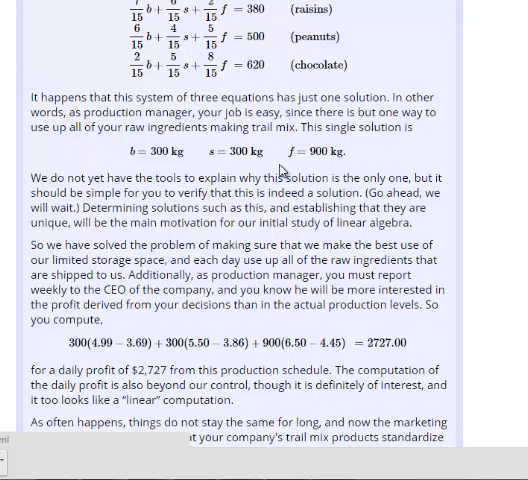 7/15 b + 6/15 s + 2/15 f = 380 (raisins)
6/15 b + 4/15 s + 5/15 f = 500 (peanuts)
2/15 b + 5/15 s + 8/15 f = 620 (chocolate)
It happens that this system of three equations has just one solution. In other
words, as production manager, your job is easy, since there is but one way to
use up all of your raw ingredients making trail mix. This single solution is
b = 300 kg s = 300 kg f = 900 kg.
We do not yet have the tools to explain why this solution is the only one, but it
should be simple for you to verify that this is indeed a solution. (Go ahead, we
will wait.) Determining solutions such as this, and establishing that they are
unique, will be the main motivation for our initial study of linear algebra.
So we have solved the problem of making sure that we make the best use of
our limited storage space, and each day use up all of the raw ingredients that
are shipped to us. Additionally, as production manager, you must report
weekly to the CEO of the company, and you know he will be more interested in
the profit derived from your decisions than in the actual production levels. So
you compute,
300(4.99 − 3.69) + 300(5.50 − 3.86) + 900(6.50 − 4.45) = 2727.00
for a daily profit of $2,727 from this production schedule. The computation of
the daily profit is also beyond our control, though it is definitely of interest, and
it too looks like a “linear” computation.
As often happens, things do not stay the same for long, and now the marketing
your company's trail mix products standardize